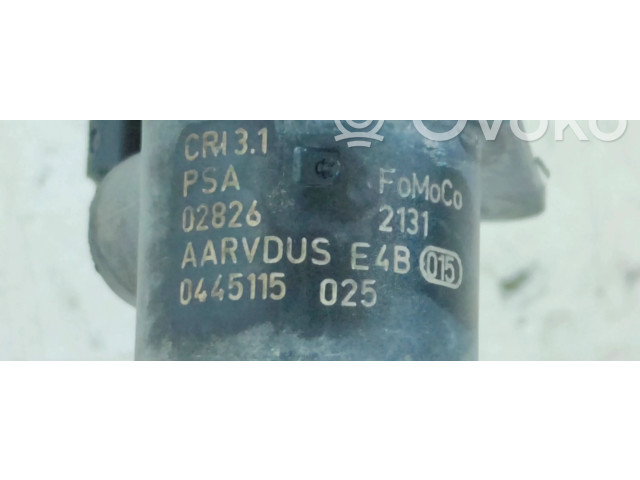 OVOKO
CRI 3.1
PSA FoMoCo
02826 2131
AARVDUS E4B 015
0445115 025